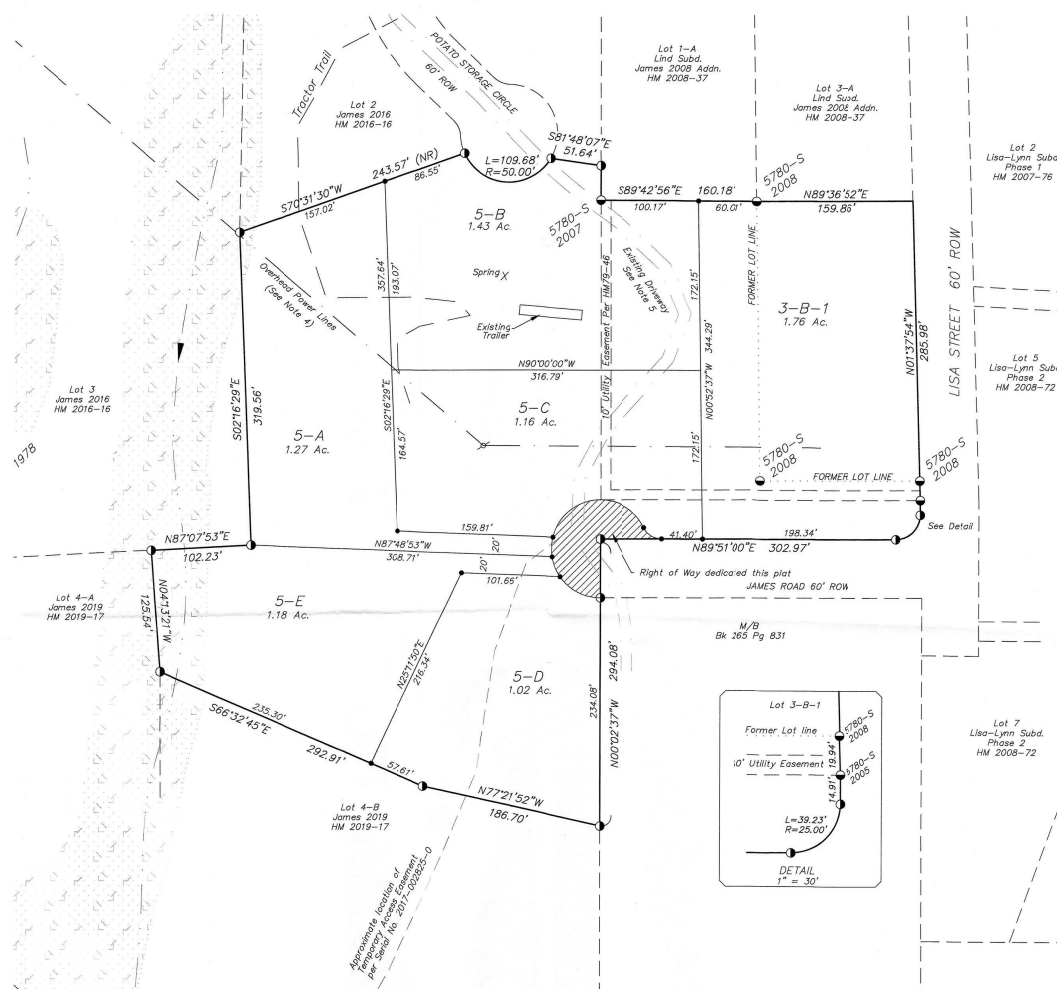 POTATO STORAGE CIRCLE
60' ROW
Tractor Trail
Lot 2
James 2016
HM 2016-16
Lot 1-A
Lind Subd.
James 2008 Addn.
HM 2008-37
Lot 3-A
Lind Subd.
James 2008 Addn.
HM 2008-37
Lot 2
Lisa-Lynn Subd
Phase 1
HM 2007-76
S81°48'07"E
51.64'
243.57' (NR)
86.55'
L=109.68'
R=50.00'
S70°31'30"W
157.02'
S89°42'56"E
160.18'
100.17'
60.01'
5780-S
2008
N89°36'52"E
159.86'
5-B
1.43 Ac.
5780-S
2007
Spring X
Overhead Power Lines
(See Note 4)
357.64'
193.07'
Existing
Trailer
10' Utility Easement Per HM79-46
Existing Driveway
See Note 5
172.15'
FORMER LOT LINE
3-B-1
1.76 Ac.
N01°37'54"W
285.98'
LISA STREET 60' ROW
N90°00'00"W
316.79'
N00°52'37"W
344.29'
Lot 5
Lisa-Lynn Subd
Phase 2
HM 2008-72
Lot 3
James 2016
HM 2016-16
1978
S02°16'29"E
319.56'
S02°16'29"E
164.57'
5-A
1.27 Ac.
5-C
1.16 Ac.
172.15'
5780-S
2008
FORMER LOT LINE
5780-S
2008
See Detail
159.81'
20'
N87°48'53"W
308.71'
20'
101.65'
41.40'
198.34'
N89°51'00"E
302.97'
N87°07'53"E
102.23'
Right of Way dedicated this plat
JAMES ROAD 60' ROW
Lot 4-A
James 2019
HM 2019-17
N04°13'21"W
125.54'
5-E
1.18 Ac.
M/B
Bk 265 Pg 831
N25°11'50"E
216.34'
5-D
1.02 Ac.
234.08'
N00°02'37"W
294.08'
235.30'
S66°32'45"E
292.91'
57.61'
N77°21'52"W
186.70'
Lot 4-B
James 2019
HM 2019-17
Approximate location of
Temporary Access Easement
per Serial No. 2017-002825-0
Lot 3-B-1
Former Lot line
5780-S
2008
10' Utility Easement
19.94'
5780-S
2005
14.91'
L=39.23'
R=25.00'
DETAIL
1" = 30'
Lot 7
Lisa-Lynn Subd.
Phase 2
HM 2008-72